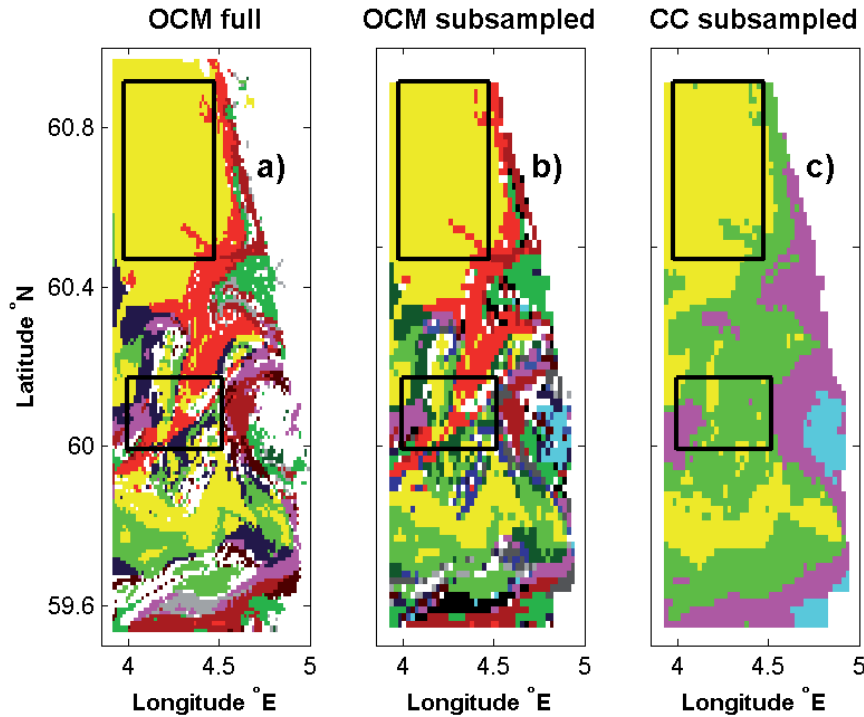 OCM full
OCM subsampled
CC subsampled
a)
b)
c)
60.8
60.4
60
59.6
Latitude °N
4
4.5
5
4
4.5
5
4
4.5
5
Longitude °E
Longitude °E
Longitude °E